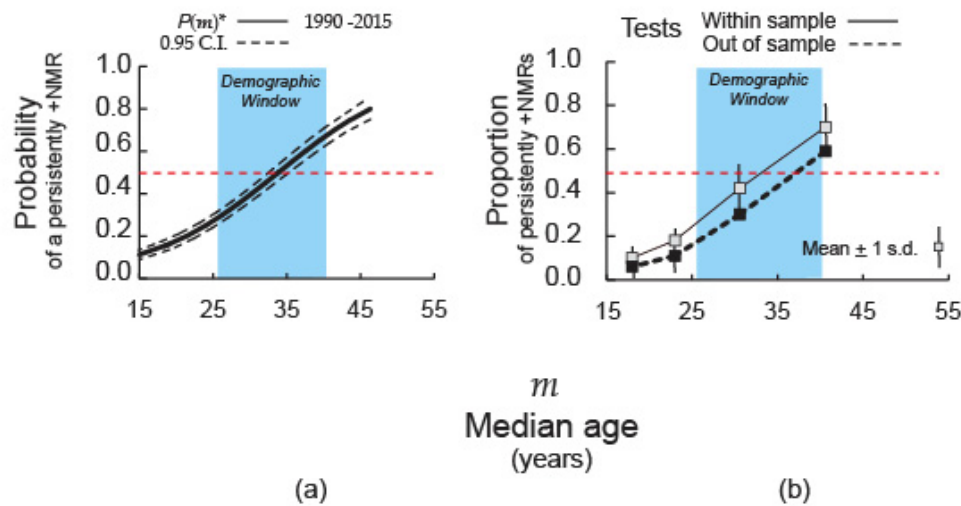 P(m)* 1990 -2015
0.95 C.I.
Probability
of a persistently +NMR
1.0
0.8
0.6
0.4
0.2
0.0
Demographic
Window
15 25 35 45 55
Tests Within sample
Out of sample
Proportion
of persistently +NMRs
1.0
0.8
0.6
0.4
0.2
0.0
Demographic
Window
Mean ± 1 s.d.
15 25 35 45 55
m
Median age
(years)
(a) (b)